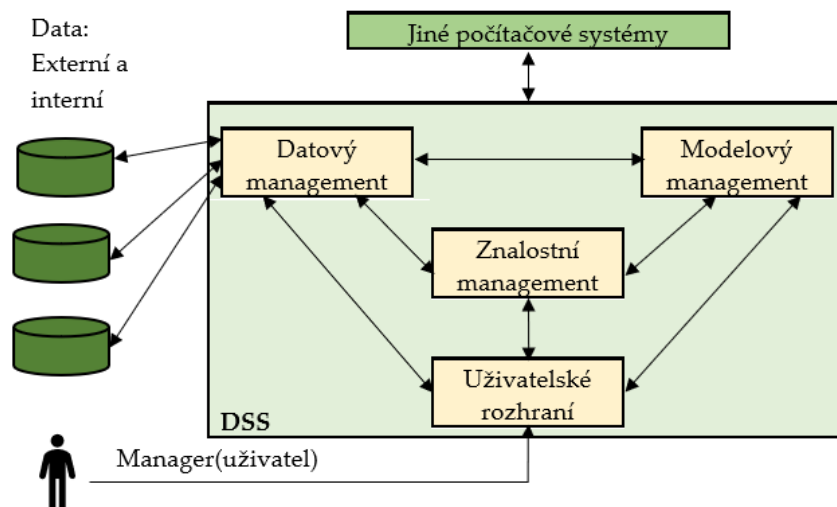 Data:
Externí a
interní
Jiné počítačové systémy
Datový
management
Modelový
management
Znalostní
management
Uživatelské
rozhraní
DSS
Manager(uživatel)